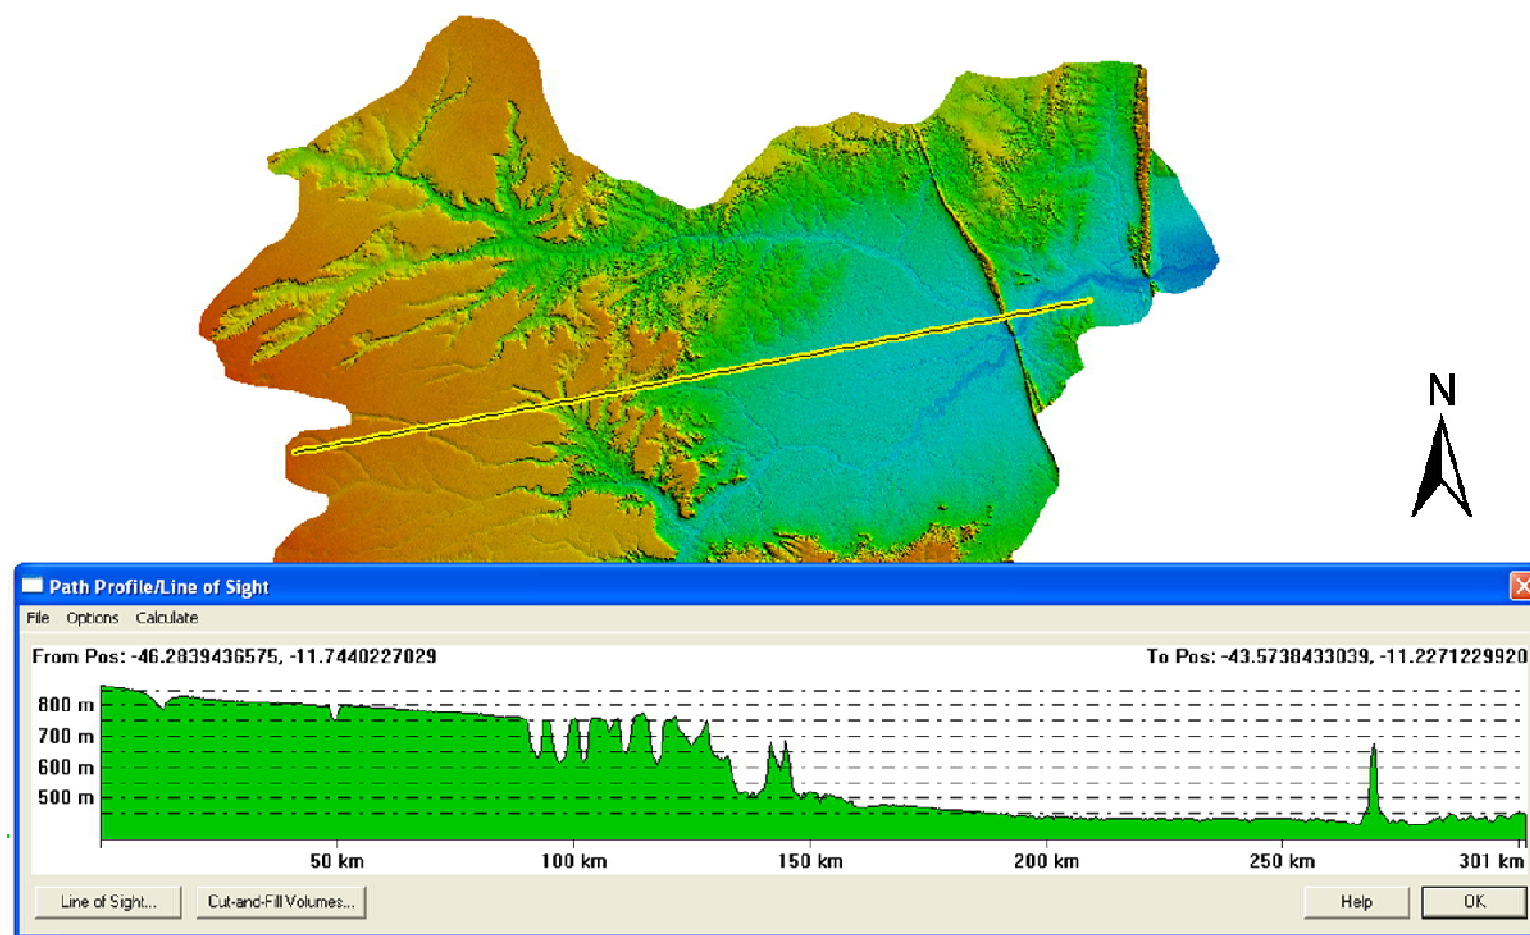 N
Path Profile/Line of Sight
File Options Calculate
From Pos: -46.2839436575, -11.7440227029 To Pos: -43.5738433039, -11.2271229920
800 m
700 m
600 m
500 m
50 km 100 km 150 km 200 km 250 km 301 km
Line of Sight... Cut-and-Fill Volumes... Help OK